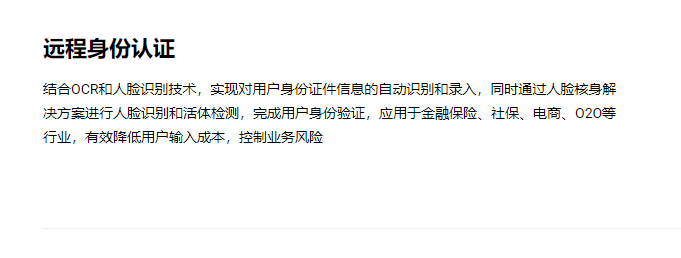 远程身份认证
结合OCR和人脸识别技术，实现对用户身份证件信息的自动识别和录入，同时通过人脸核身解
决方案进行人脸识别和活体检测，完成用户身份验证，应用于金融保险、社保、电商、O2O等
行业，有效降低用户输入成本，控制业务风险